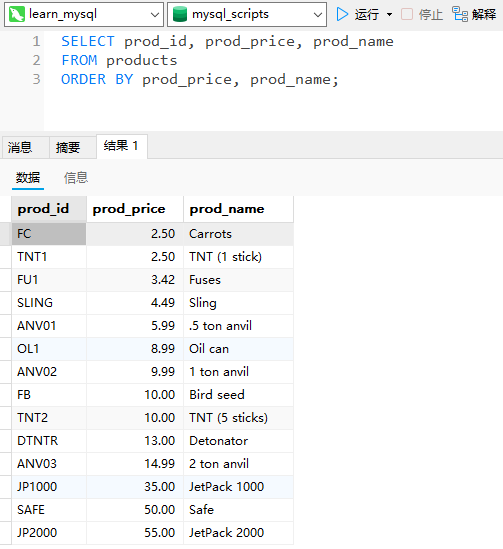 learn_mysql mysql_scripts 运行 停止 解释
1 SELECT prod_id, prod_price, prod_name
2 FROM products
3 ORDER BY prod_price, prod_name;
消息 摘要 结果 1
数据 信息
prod_id prod_price prod_name
FC 2.50 Carrots
TNT1 2.50 TNT (1 stick)
FU1 3.42 Fuses
SLING 4.49 Sling
ANV01 5.99 .5 ton anvil
OL1 8.99 Oil can
ANV02 9.99 1 ton anvil
FB 10.00 Bird seed
TNT2 10.00 TNT (5 sticks)
DTNTR 13.00 Detonator
ANV03 14.99 2 ton anvil
JP1000 35.00 JetPack 1000
SAFE 50.00 Safe
JP2000 55.00 JetPack 2000